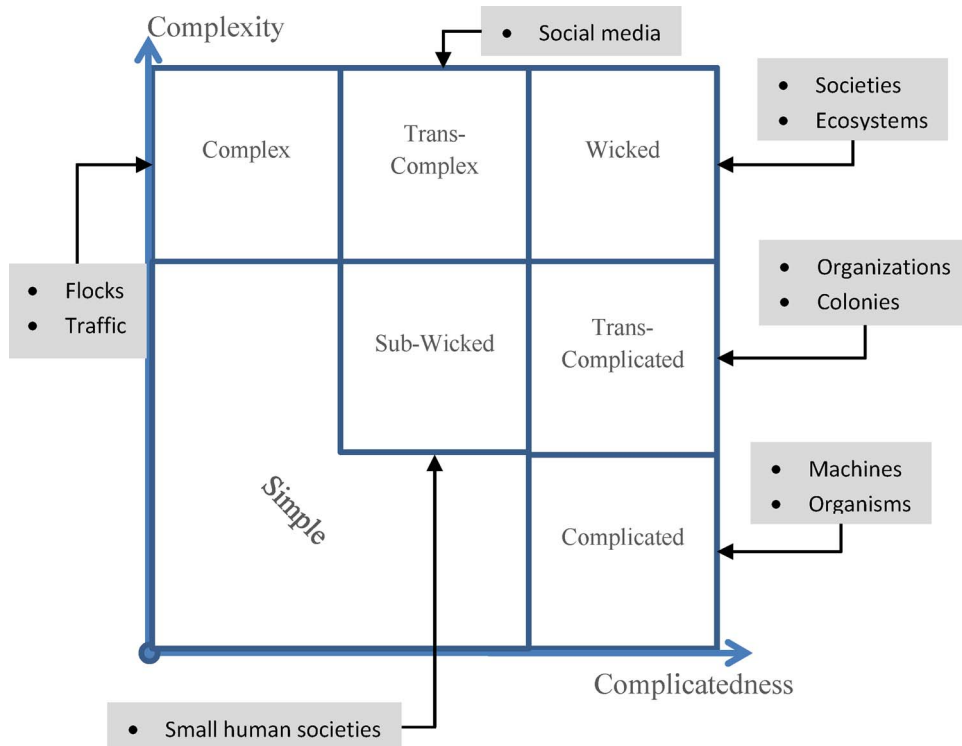 Complexity
• Social media
• Societies
• Ecosystems
Complex
Trans-
Complex
Wicked
• Flocks
• Traffic
• Organizations
• Colonies
Sub-Wicked
Trans-
Complicated
Simple
• Machines
• Organisms
Complicated
Complicatedness
• Small human societies